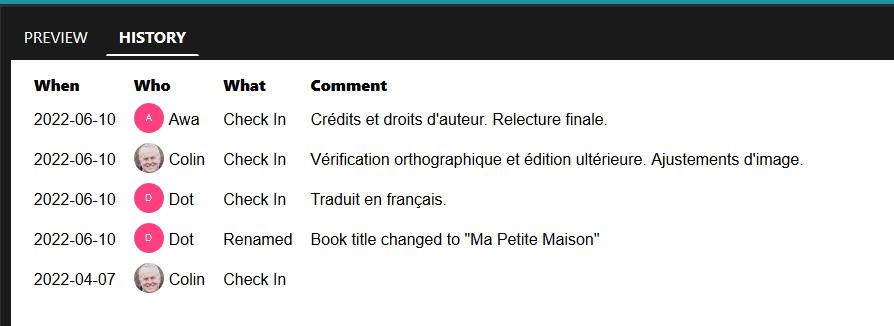 PREVIEW HISTORY
When Who What Comment
2022-06-10 A Awa Check In Crédits et droits d'auteur. Relecture finale.
2022-06-10 Colin Check In Vérification orthographique et édition ultérieure. Ajustements d'image.
2022-06-10 D Dot Check In Traduit en français.
2022-06-10 D Dot Renamed Book title changed to "Ma Petite Maison"
2022-04-07 Colin Check In